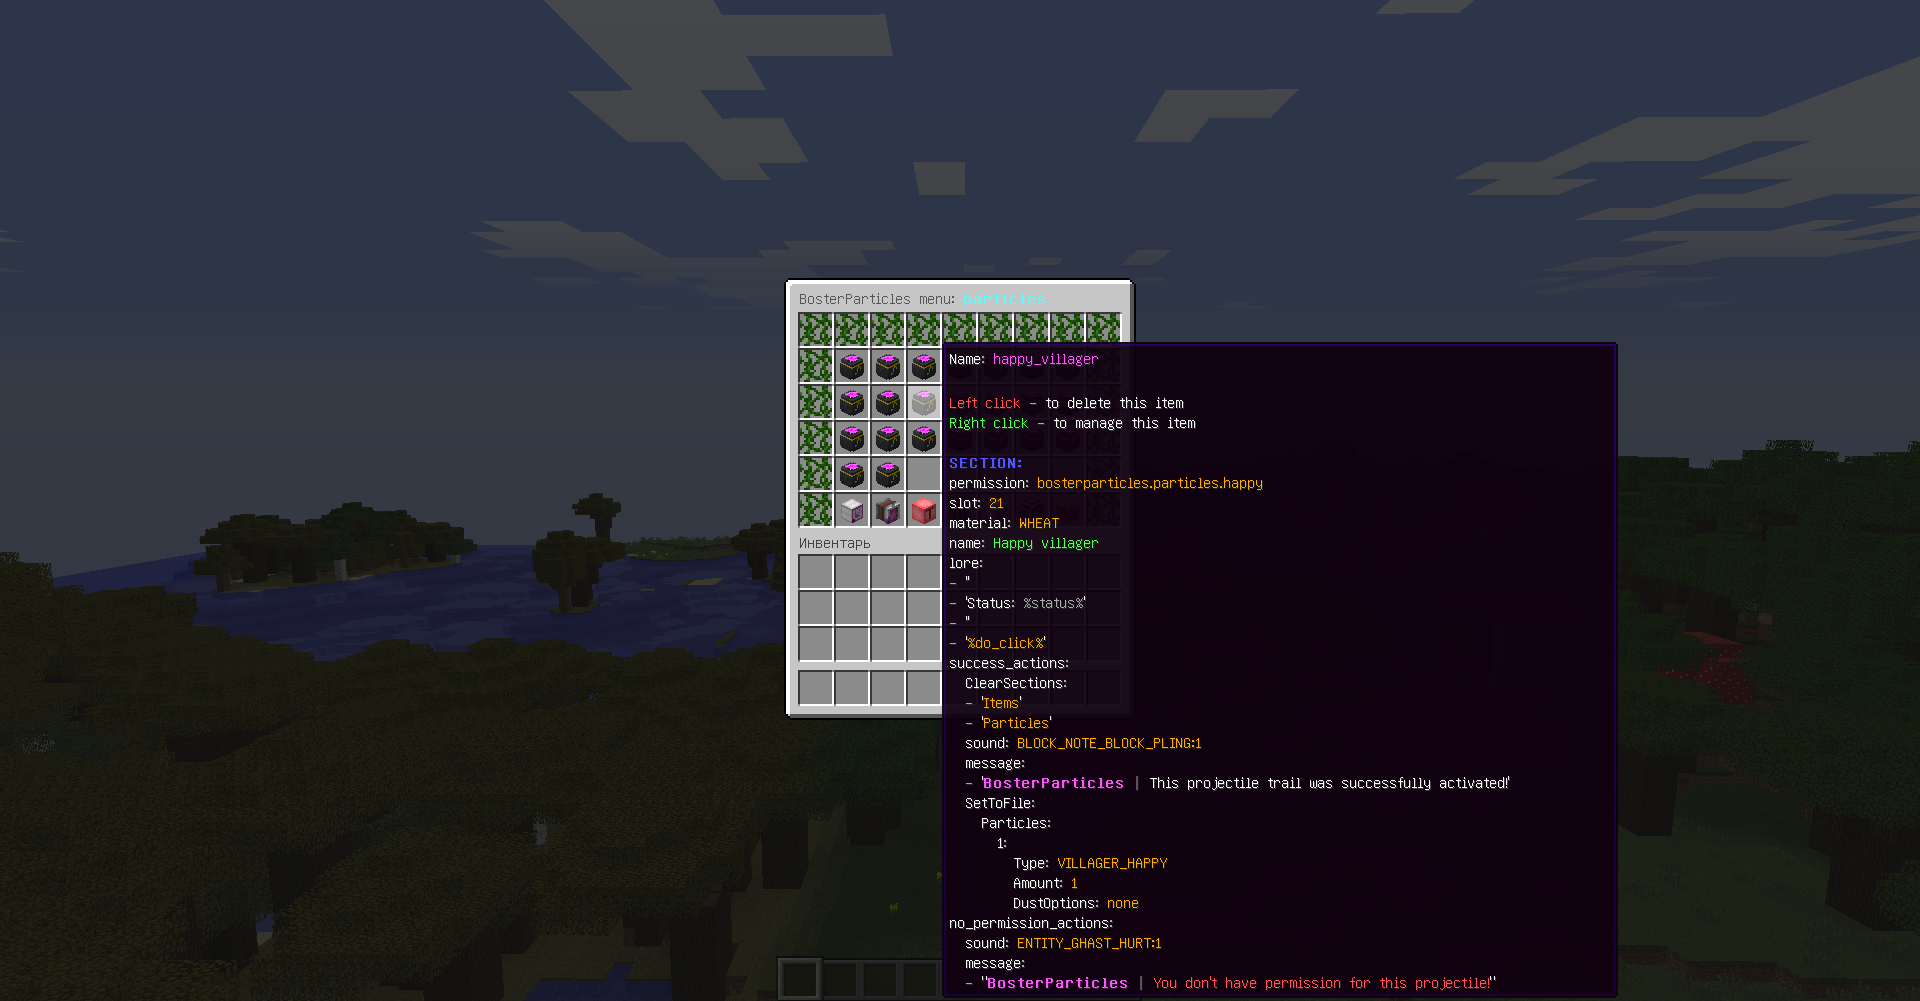 BosterParticles menu: particles
Name: happy_villager
Left click - to delete this item
Right click - to manage this item
SECTION:
permission: bosterparticles.particles.happy
slot: 21
material: WHEAT
name: Happy villager
lore:
- ''
- 'Status: %status%'
- ''
- '%do_click%'
success_actions:
ClearSections:
- 'Items'
- 'Particles'
sound: BLOCK_NOTE_BLOCK_PLING:1
message:
- 'BosterParticles | This projectile trail was successfully activated!'
SetToFile:
Particles:
1:
Type: VILLAGER_HAPPY
Amount: 1
DustOptions: none
no_permission_actions:
sound: ENTITY_GHAST_HURT:1
message:
- "BosterParticles | You don't have permission for this projectile!"
Инвентарь